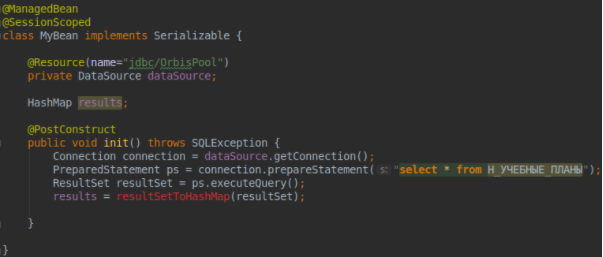 @ManagedBean
@SessionScoped
class MyBean implements Serializable {
@Resource(name="jdbc/OrbisPool")
private DataSource dataSource;
HashMap results;
@PostConstruct
public void init() throws SQLException {
Connection connection = dataSource.getConnection();
PreparedStatement ps = connection.prepareStatement( s: "select * from Н_УЧЕБНЫЕ_ПЛАНЫ");
ResultSet resultSet = ps.executeQuery();
results = resultSetToHashMap(resultSet);
}
}